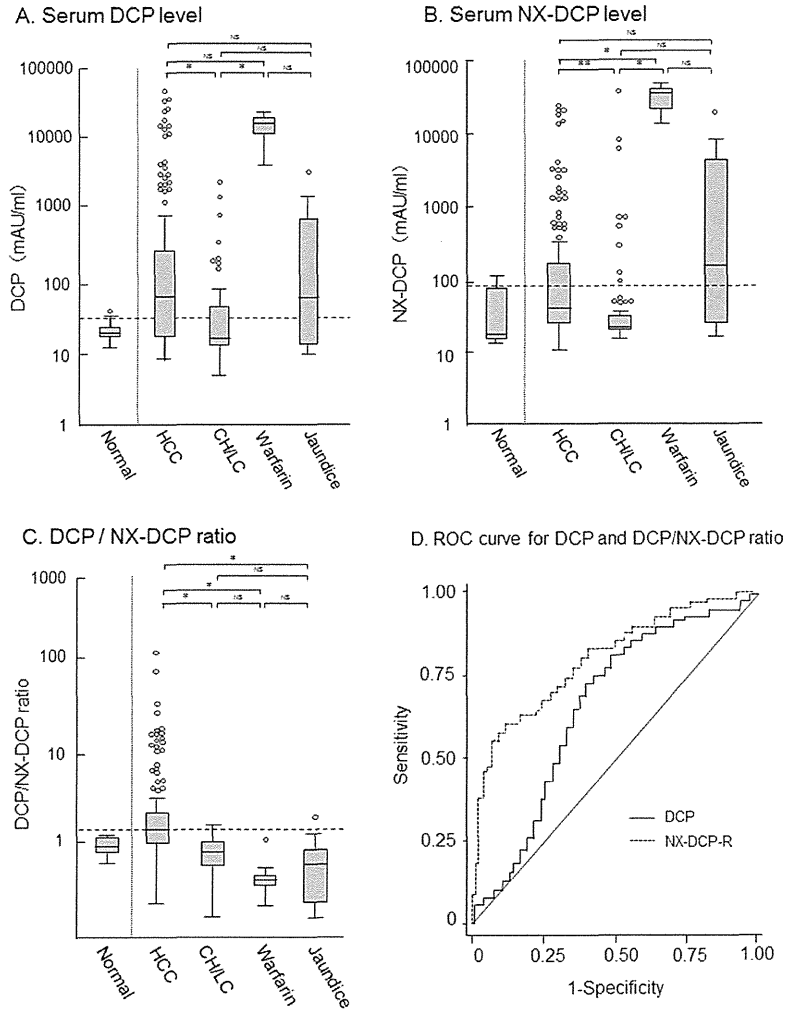 A. Serum DCP level
NS
NS
NS
*
*
NS
100000
10000
1000
100
10
1
DCP (mAU/ml)
Normal
HCC
CH/LC
Warfarin
Jaundice
B. Serum NX-DCP level
NS
NS
*
**
*
NS
100000
10000
1000
100
10
1
NX-DCP (mAU/ml)
Normal
HCC
CH/LC
Warfarin
Jaundice
C. DCP / NX-DCP ratio
*
NS
*
*
NS
NS
1000
100
10
1
DCP/NX-DCP ratio
Normal
HCC
CH/LC
Warfarin
Jaundice
D. ROC curve for DCP and DCP/NX-DCP ratio
1.00
0.75
0.50
0.25
0
Sensitivity
DCP
NX-DCP-R
0
0.25
0.50
0.75
1.00
1-Specificity